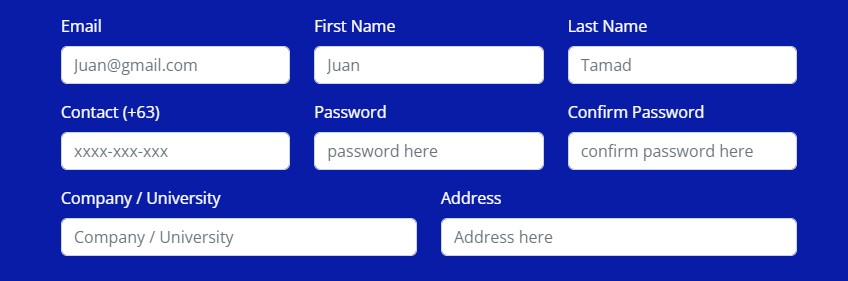 Email First Name Last Name
Juan@gmail.com Juan Tamad
Contact (+63) Password Confirm Password
xxxx-xxx-xxx password here confirm password here
Company / University Address
Company / University Address here